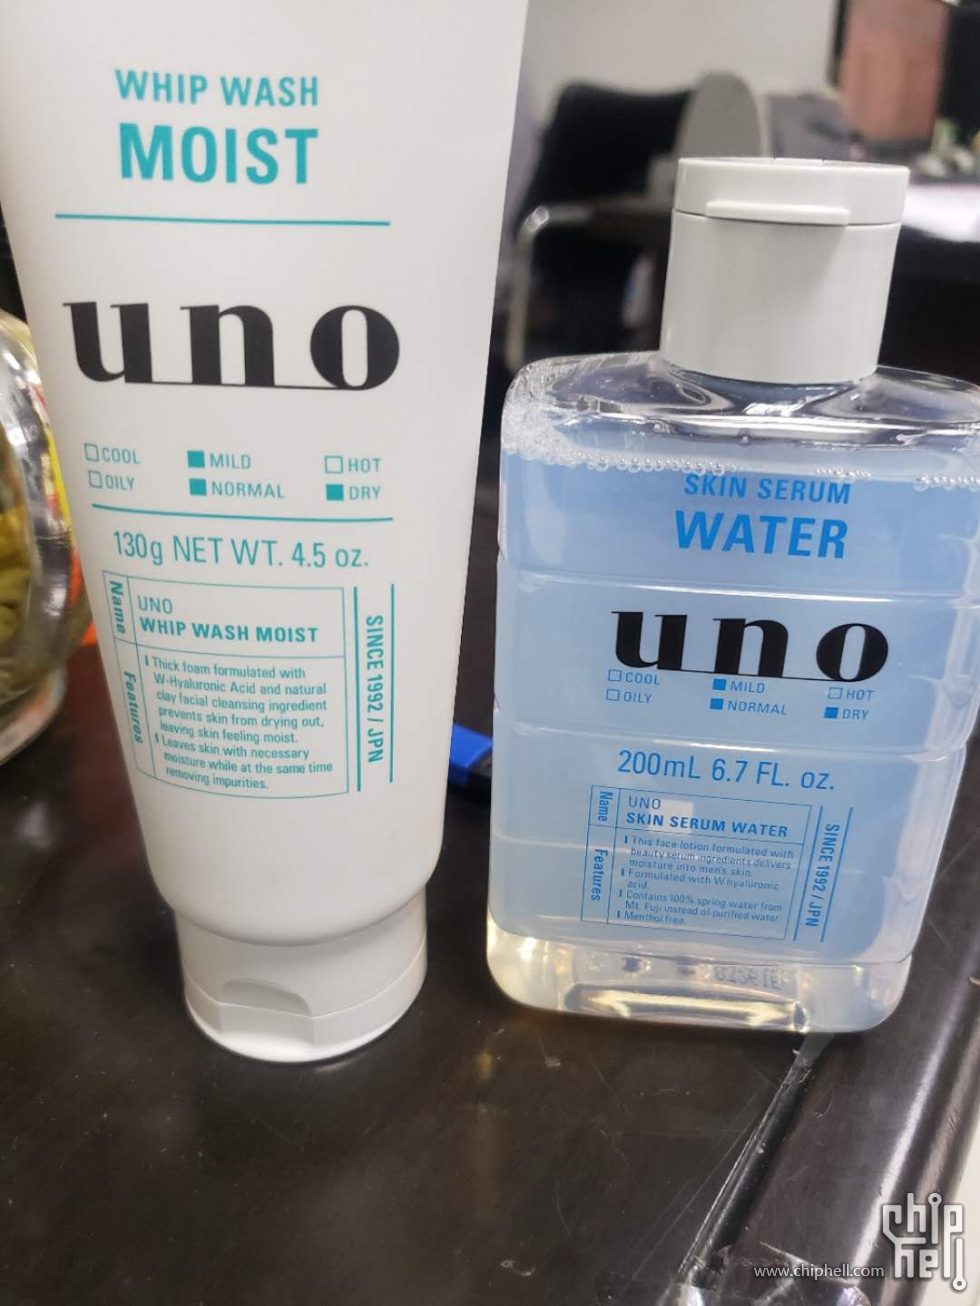 WHIP WASH
MOIST
uno
COOL MILD HOT
OILY NORMAL DRY
130g NET WT. 4.5 oz.
Name
UNO
WHIP WASH MOIST
Features
Thick foam formulated with
W-Hyaluronic Acid and natural
clay facial cleansing ingredient
prevents skin from drying out,
leaving skin feeling moist.
Leaves skin with necessary
moisture while at the same time
removing impurities.
SINCE 1992 / JPN
SKIN SERUM
WATER
uno
COOL MILD HOT
OILY NORMAL DRY
200mL 6.7 FL. oz.
Name
UNO
SKIN SERUM WATER
Features
This face lotion formulated with
beauty serum ingredients delivers
moisture into men's skin.
Formulated with W hyaluronic
acid.
Contains 100% spring water from
Mt. Fuji instead of purified water.
Menthol free.
SINCE 1992 / JPN
chip
hell
www.chiphell.com